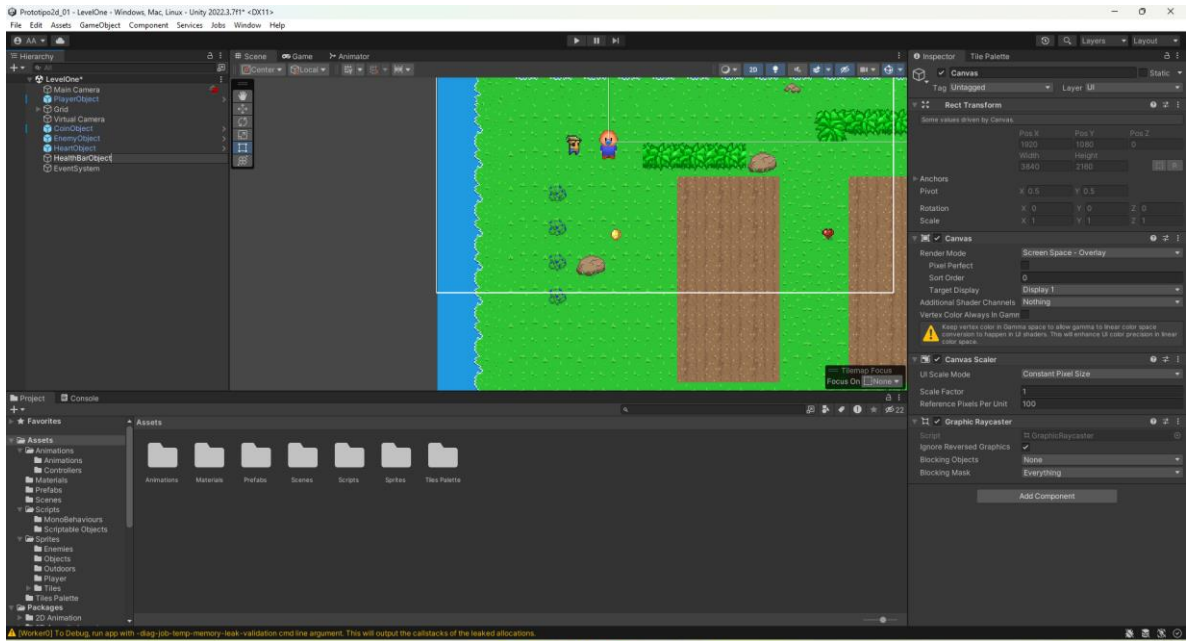 Prototipo2d_01 - LevelOne - Windows, Mac, Linux - Unity 2022.3.7f1* <DX11>
File Edit Assets GameObject Component Services Jobs Window Help
AA
Layers
Layout
Hierarchy
All
LevelOne*
Main Camera
PlayerObject
Grid
Virtual Camera
CoinObject
EnemyObject
HeartObject
HealthBarObject
EventSystem
Scene Game Animator
Center Local
2D
Tilemap Focus
Focus On None
Inspector Tile Palette
Canvas Static
Tag Untagged Layer UI
Rect Transform
Some values driven by Canvas.
Pos X Pos Y Pos Z
1920 1080 0
Width Height
3840 2160
R
Anchors
Pivot X 0.5 Y 0.5
Rotation X 0 Y 0 Z 0
Scale X 1 Y 1 Z 1
Canvas
Render Mode Screen Space - Overlay
Pixel Perfect
Sort Order 0
Target Display Display 1
Additional Shader Channels Nothing
Vertex Color Always In Gamm
Keep vertex color in Gamma space to allow gamma to linear color space
conversion to happen in UI shaders. This will enhance UI color precision in linear
color space.
Canvas Scaler
UI Scale Mode Constant Pixel Size
Scale Factor 1
Reference Pixels Per Unit 100
Graphic Raycaster
Script GraphicRaycaster
Ignore Reversed Graphics
Blocking Objects None
Blocking Mask Everything
Add Component
Project Console
22
Favorites
Assets
Animations
Animations
Controllers
Materials
Prefabs
Scenes
Scripts
MonoBehaviours
Scriptable Objects
Sprites
Enemies
Objects
Outdoors
Player
Tiles
Tiles Palette
Packages
2D Animation
Assets
Animations Materials Prefabs Scenes Scripts Sprites Tiles Palette
[Worker0] To Debug, run app with -diag-job-temp-memory-leak-validation cmd line argument. This will output the callstacks of the leaked allocations.